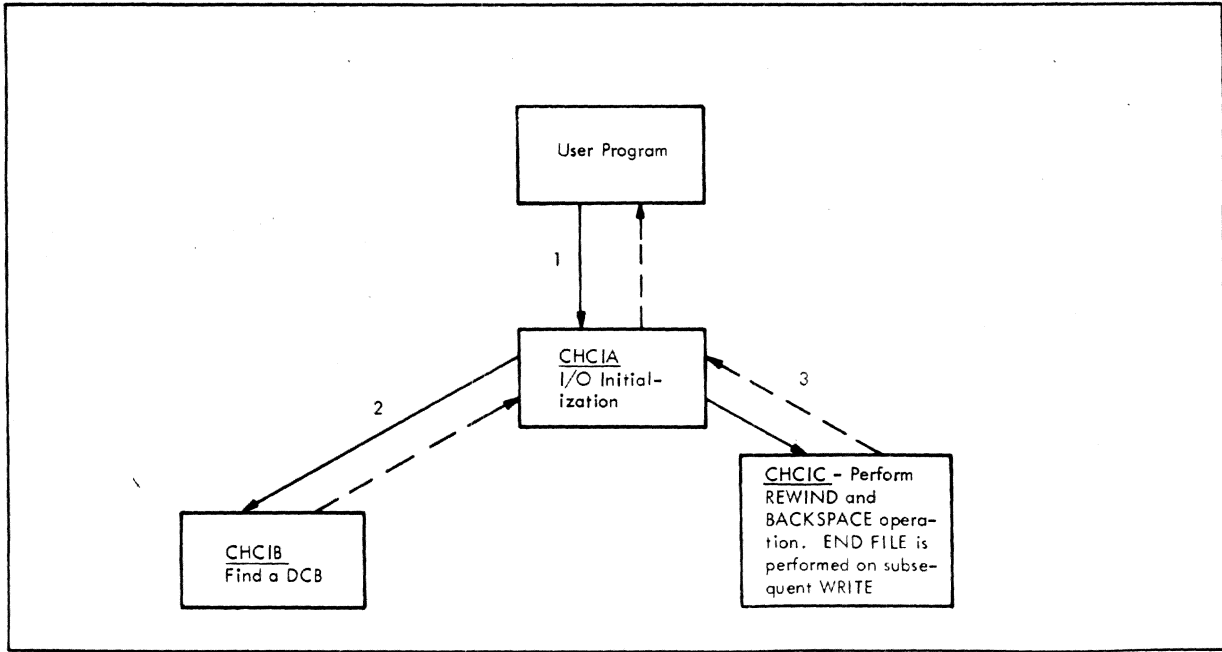 User Program
1
CHCIA
I/O Initial-
ization
2
3
CHCIB
Find a DCB
CHCIC - Perform
REWIND and
BACKSPACE opera-
tion. END FILE is
performed on subse-
quent WRITE